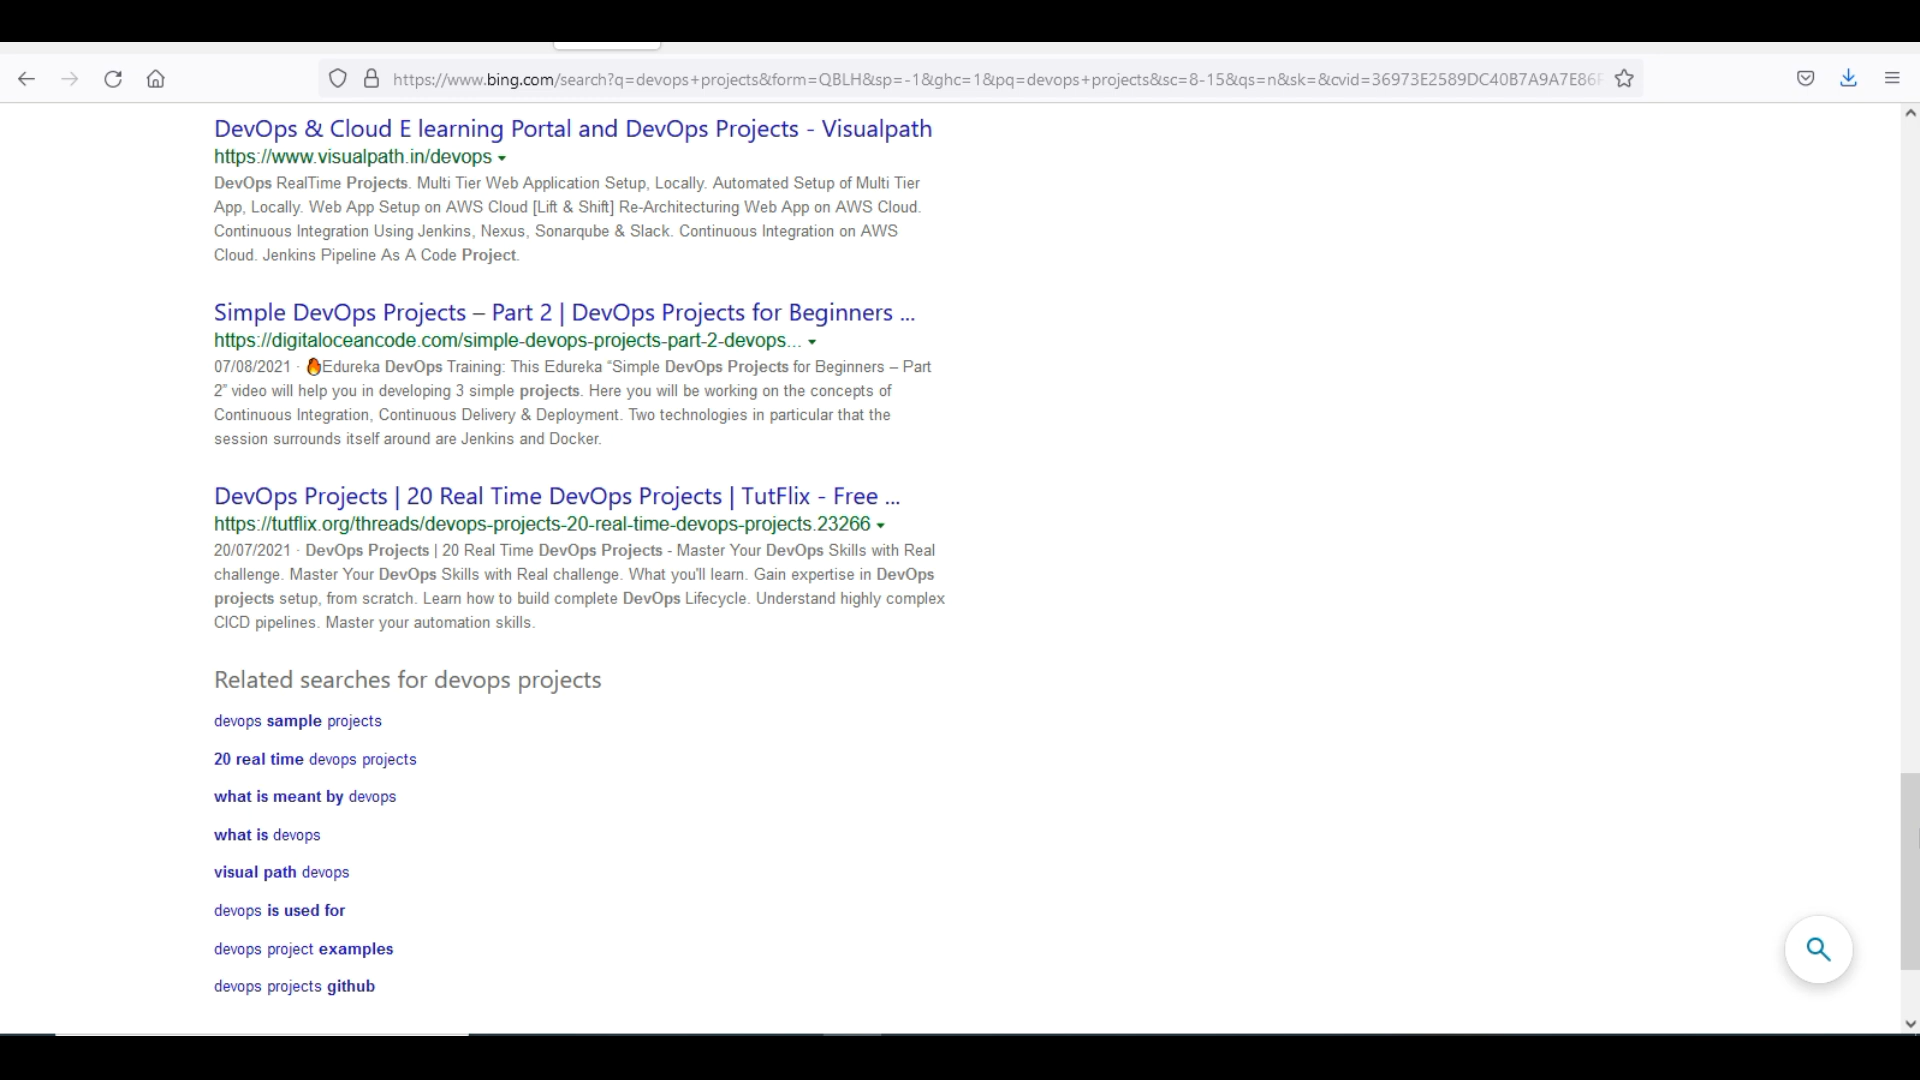 https://www.bing.com/search?q=devops+projects&form=QBLH&sp=-1&ghc=1&pq=devops+projects&sc=8-15&qs=n&sk=&cvid=36973E2589DC40B7A9A7E86F
DevOps & Cloud E learning Portal and DevOps Projects - Visualpath
https://www.visualpath.in/devops
DevOps RealTime Projects. Multi Tier Web Application Setup, Locally. Automated Setup of Multi Tier
App, Locally. Web App Setup on AWS Cloud [Lift & Shift] Re-Architecturing Web App on AWS Cloud.
Continuous Integration Using Jenkins, Nexus, Sonarqube & Slack. Continuous Integration on AWS
Cloud. Jenkins Pipeline As A Code Project.
Simple DevOps Projects – Part 2 | DevOps Projects for Beginners ...
https://digitaloceancode.com/simple-devops-projects-part-2-devops...
07/08/2021 · 🔥Edureka DevOps Training: This Edureka “Simple DevOps Projects for Beginners – Part
2” video will help you in developing 3 simple projects. Here you will be working on the concepts of
Continuous Integration, Continuous Delivery & Deployment. Two technologies in particular that the
session surrounds itself around are Jenkins and Docker.
DevOps Projects | 20 Real Time DevOps Projects | TutFlix - Free ...
https://tutflix.org/threads/devops-projects-20-real-time-devops-projects.23266
20/07/2021 · DevOps Projects | 20 Real Time DevOps Projects - Master Your DevOps Skills with Real
challenge. Master Your DevOps Skills with Real challenge. What you'll learn. Gain expertise in DevOps
projects setup, from scratch. Learn how to build complete DevOps Lifecycle. Understand highly complex
CICD pipelines. Master your automation skills.
Related searches for devops projects
devops sample projects
20 real time devops projects
what is meant by devops
what is devops
visual path devops
devops is used for
devops project examples
devops projects github